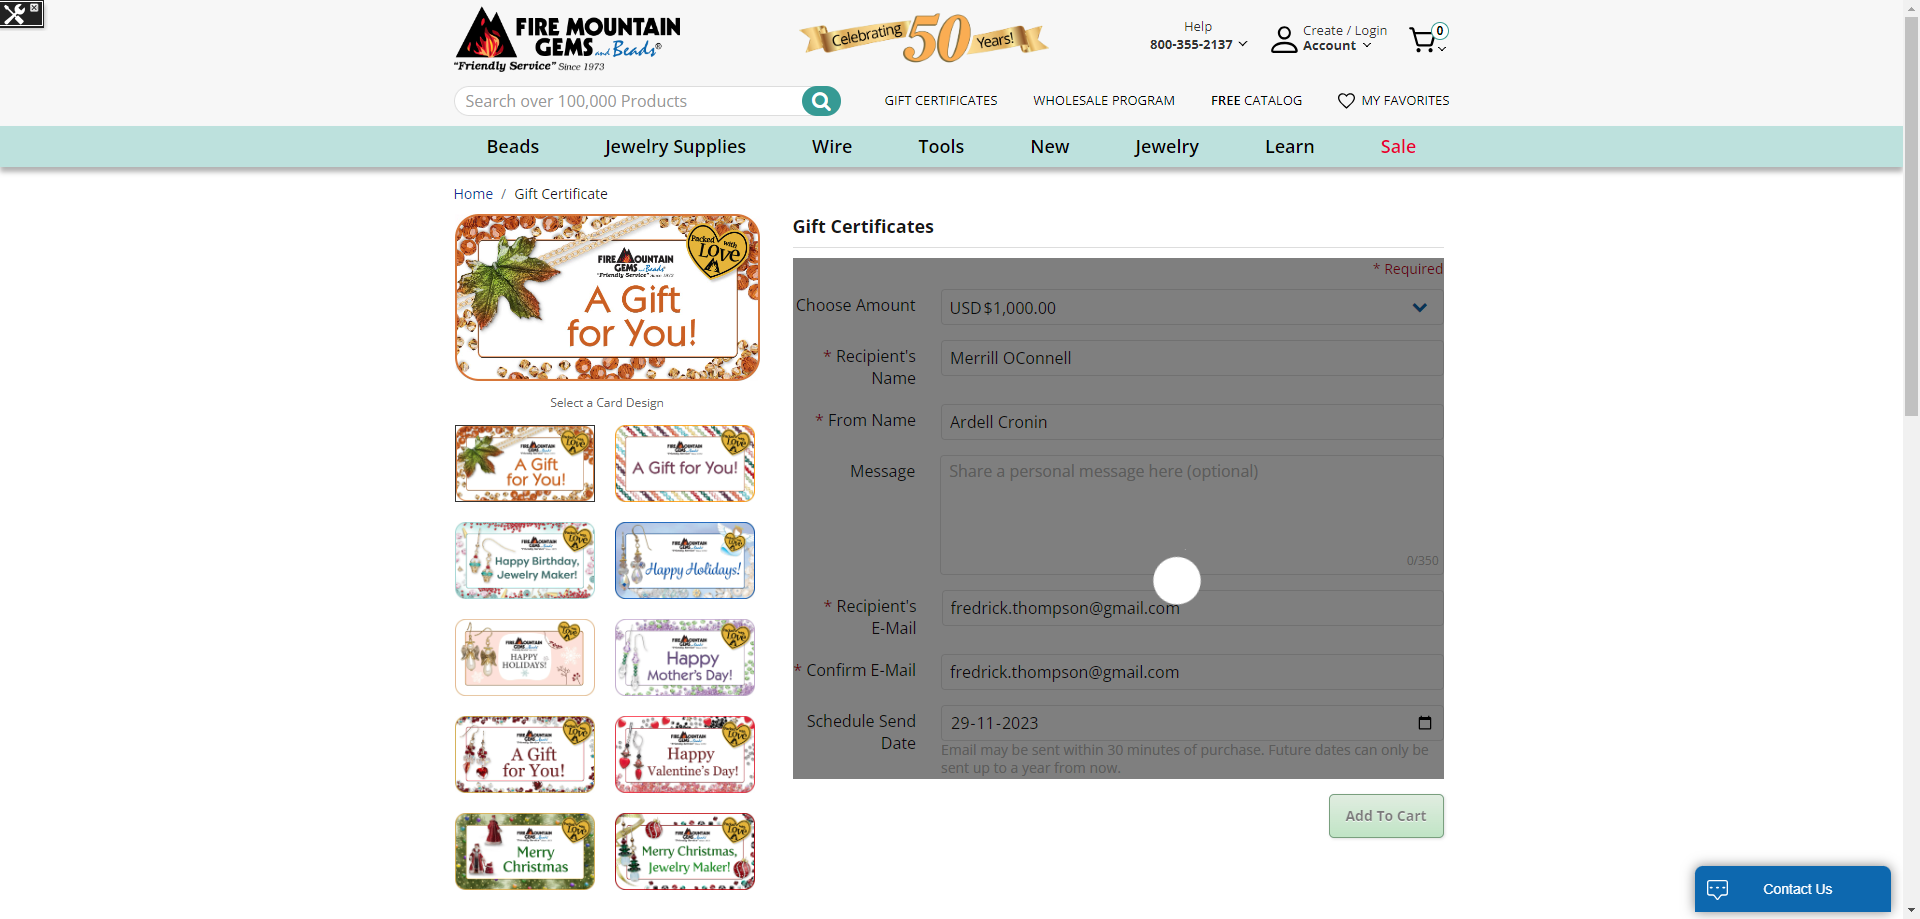 FIRE MOUNTAIN
GEMS and Beads®
"Friendly Service" Since 1973
Celebrating 50 Years!
Help
800-355-2137
Create / Login
Account
0
Search over 100,000 Products
GIFT CERTIFICATES
WHOLESALE PROGRAM
FREE CATALOG
MY FAVORITES
Beads
Jewelry Supplies
Wire
Tools
New
Jewelry
Learn
Sale
Home / Gift Certificate
Packed with
Love
FIRE MOUNTAIN
GEMS and Beads
"Friendly Service" Since 1973
A Gift
for You!
Select a Card Design
A Gift
for You!
A Gift for You!
Happy Birthday,
Jewelry Maker!
Happy Holidays!
HAPPY
HOLIDAYS!
Happy
Mother's Day!
A Gift
for You!
Happy
Valentine's Day!
Merry
Christmas
Merry Christmas,
Jewelry Maker!
Gift Certificates
* Required
Choose Amount
USD $1,000.00
* Recipient's
Name
Merrill OConnell
* From Name
Ardell Cronin
Message
Share a personal message here (optional)
0/350
* Recipient's
E-Mail
fredrick.thompson@gmail.com
* Confirm E-Mail
fredrick.thompson@gmail.com
Schedule Send
Date
29-11-2023
Email may be sent within 30 minutes of purchase. Future dates can only be
sent up to a year from now.
Add To Cart
Contact Us